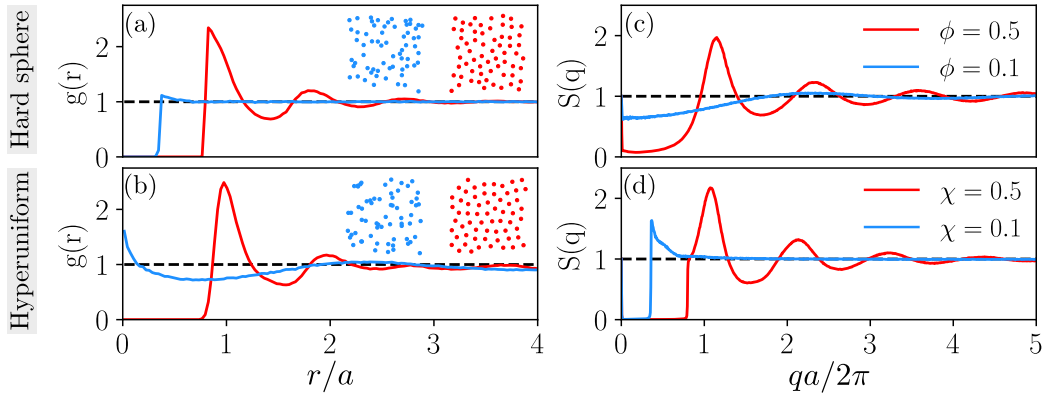 Hard sphere
(a)
g(r)
2
1
0
(c)
S(q)
2
1
0
ϕ = 0.5
ϕ = 0.1
Hyperuniform
(b)
g(r)
2
1
0
0 1 2 3 4
r/a
(d)
S(q)
2
1
0
χ = 0.5
χ = 0.1
0 1 2 3 4 5
qa/2π